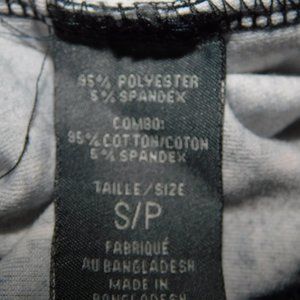 95% POLYESTER
5% SPANDEX
COMBO:
95% COTTON/COTON
5% SPANDEX
TAILLE/SIZE
S/P
FABRIQUÉ
AU BANGLADESH
MADE IN
BANGLADESH